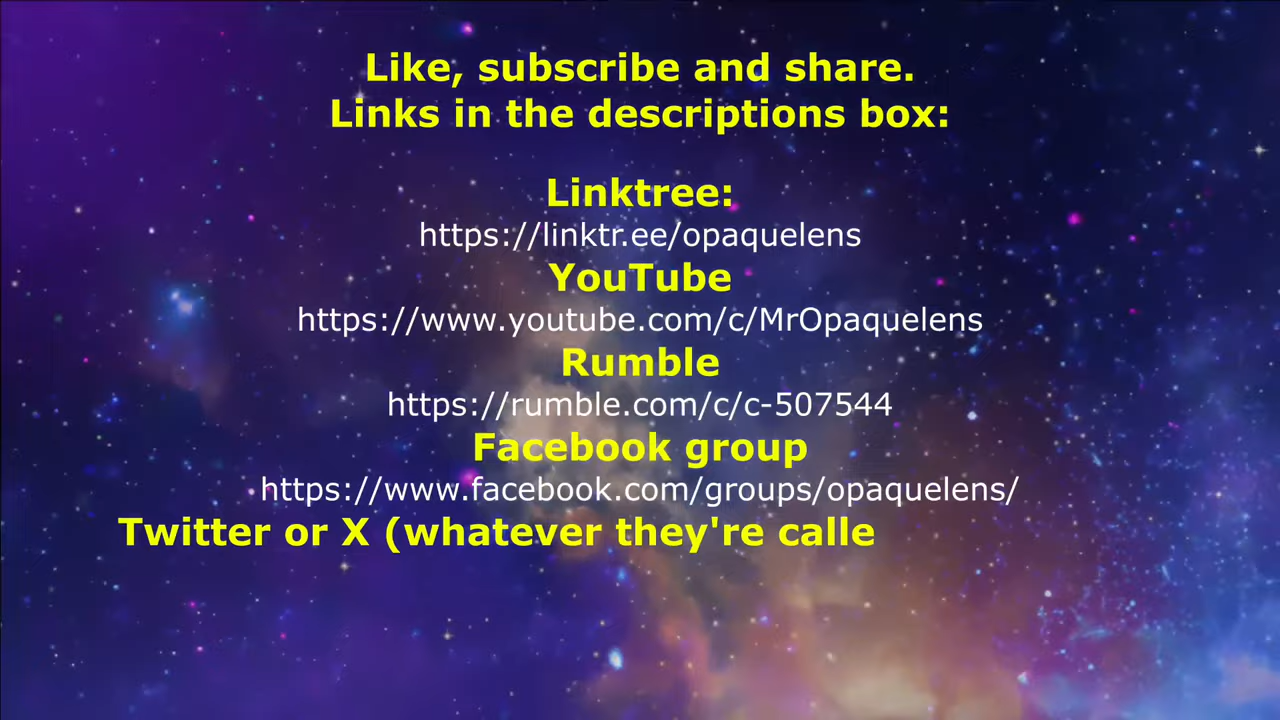 Like, subscribe and share.
Links in the descriptions box:
Linktree:
https://linktr.ee/opaquelens
YouTube
https://www.youtube.com/c/MrOpaquelens
Rumble
https://rumble.com/c/c-507544
Facebook group
https://www.facebook.com/groups/opaquelens/
Twitter or X (whatever they're calle